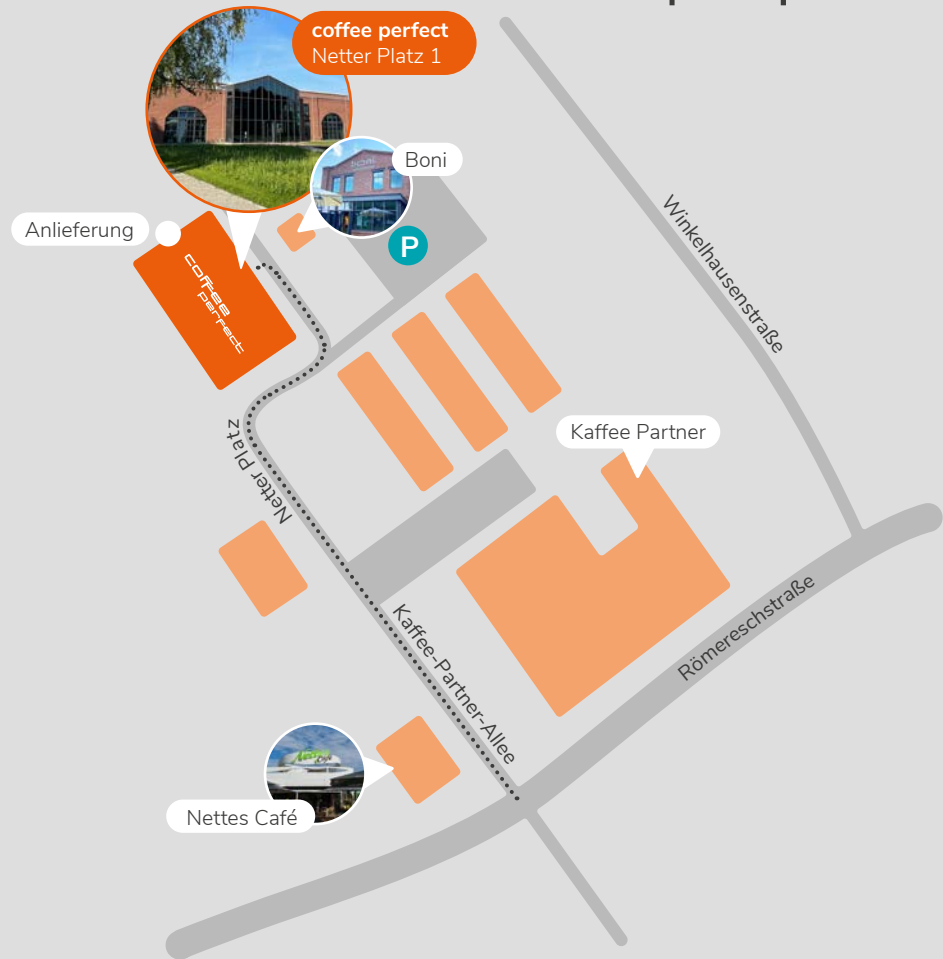 coffee perfect
Netter Platz 1
Boni
boni
Anlieferung
P
coffee
perfect
Winkelhausenstraße
Kaffee Partner
Netter Platz
Römereschstraße
Kaffee-Partner-Allee
Nettes Café